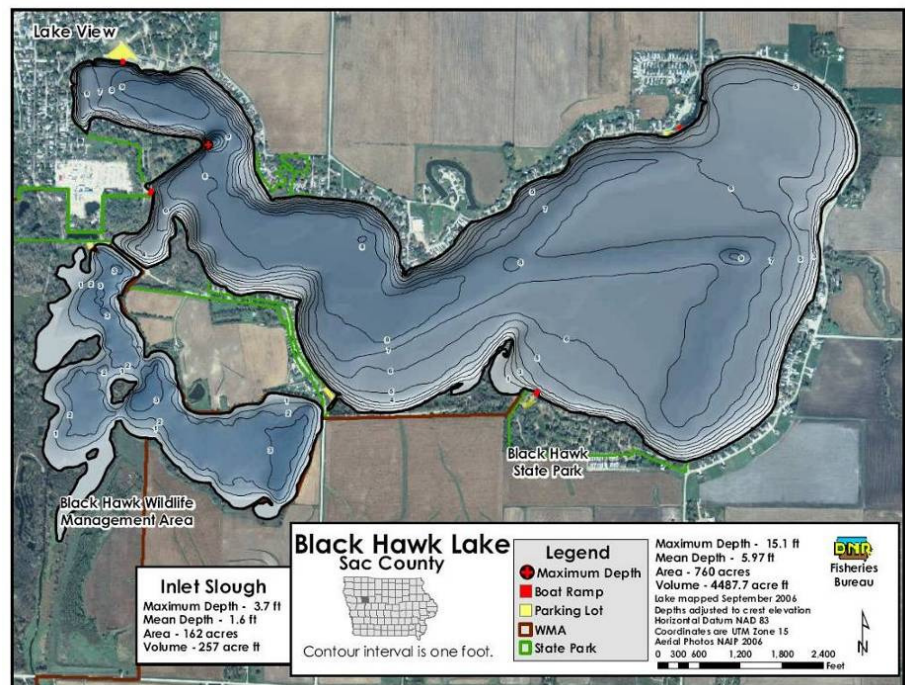 Lake View
Black Hawk
State Park
Black Hawk Wildlife
Management Area
Inlet Slough
Maximum Depth - 3.7 ft
Mean Depth - 1.6 ft
Area - 162 acres
Volume - 257 acre ft
Black Hawk Lake
Sac County
Contour interval is one foot.
Legend
Maximum Depth
Boat Ramp
Parking Lot
WMA
State Park
Maximum Depth - 15.1 ft
Mean Depth - 5.97 ft
Area - 760 acres
Volume - 4487.7 acre ft
Lake mapped September 2006
Depths adjusted to crest elevation
Horizontal Datum NAD 83
Coordinates are UTM Zone 15
Aerial Photos NAIP 2006
0 300 600 1,200 1,800 2,400
Feet
DNR
Fisheries
Bureau
N